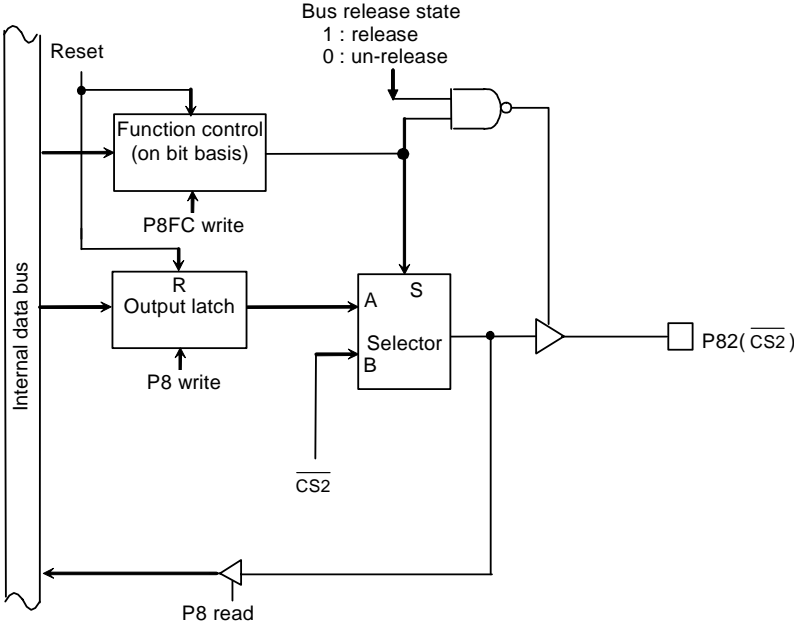 Bus release state
1 : release
0 : un-release
Reset
Function control
(on bit basis)
P8FC write
Internal data bus
R
Output latch
P8 write
A
S
Selector
B
P82( CS2 )
CS2
P8 read